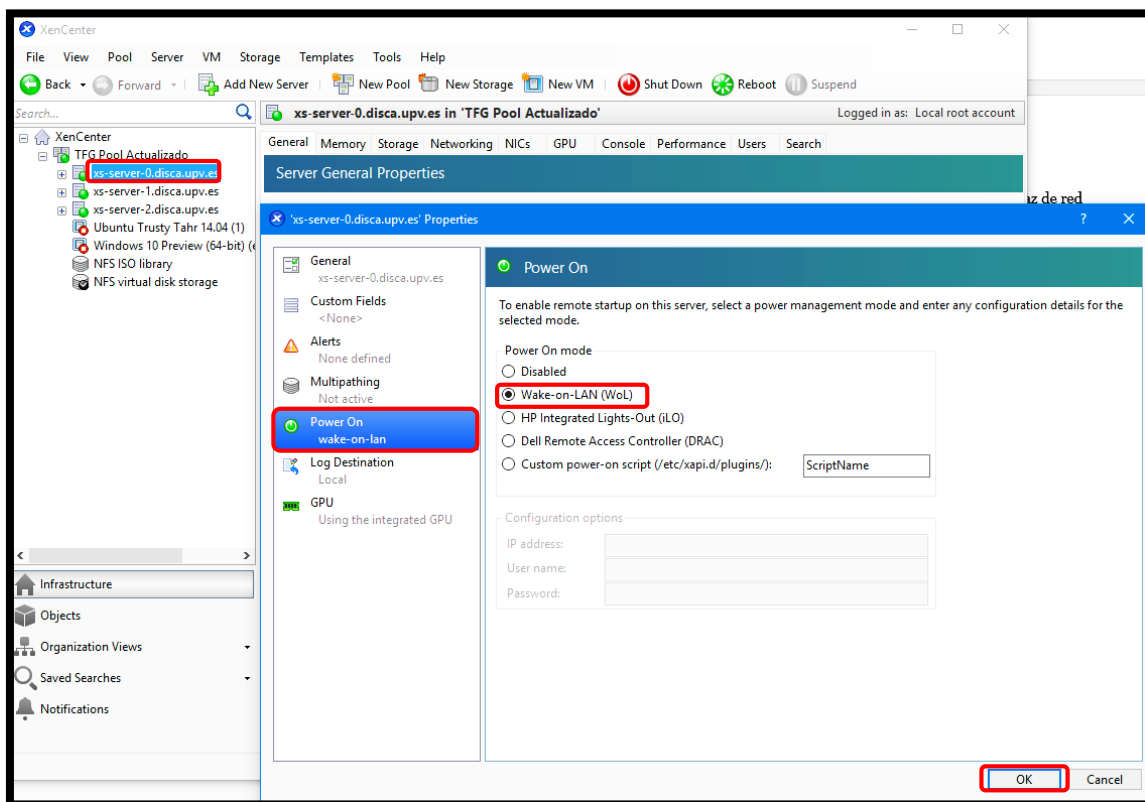 XenCenter
File View Pool Server VM Storage Templates Tools Help
Back Forward Add New Server New Pool New Storage New VM Shut Down Reboot Suspend
Search...
xs-server-0.disca.upv.es in 'TFG Pool Actualizado' Logged in as: Local root account
XenCenter
TFG Pool Actualizado
xs-server-0.disca.upv.es
xs-server-1.disca.upv.es
xs-server-2.disca.upv.es
Ubuntu Trusty Tahr 14.04 (1)
Windows 10 Preview (64-bit) (e
NFS ISO library
NFS virtual disk storage
General Memory Storage Networking NICs GPU Console Performance Users Search
Server General Properties
az de red
'xs-server-0.disca.upv.es' Properties ?
General
xs-server-0.disca.upv.es
Custom Fields
<None>
Alerts
None defined
Multipathing
Not active
Power On
wake-on-lan
Log Destination
Local
GPU
Using the integrated GPU
Power On
To enable remote startup on this server, select a power management mode and enter any configuration details for the
selected mode.
Power On mode
Disabled
Wake-on-LAN (WoL)
HP Integrated Lights-Out (iLO)
Dell Remote Access Controller (DRAC)
Custom power-on script (/etc/xapi.d/plugins/): ScriptName
Configuration options
IP address:
User name:
Password:
Infrastructure
Objects
Organization Views
Saved Searches
Notifications
OK Cancel